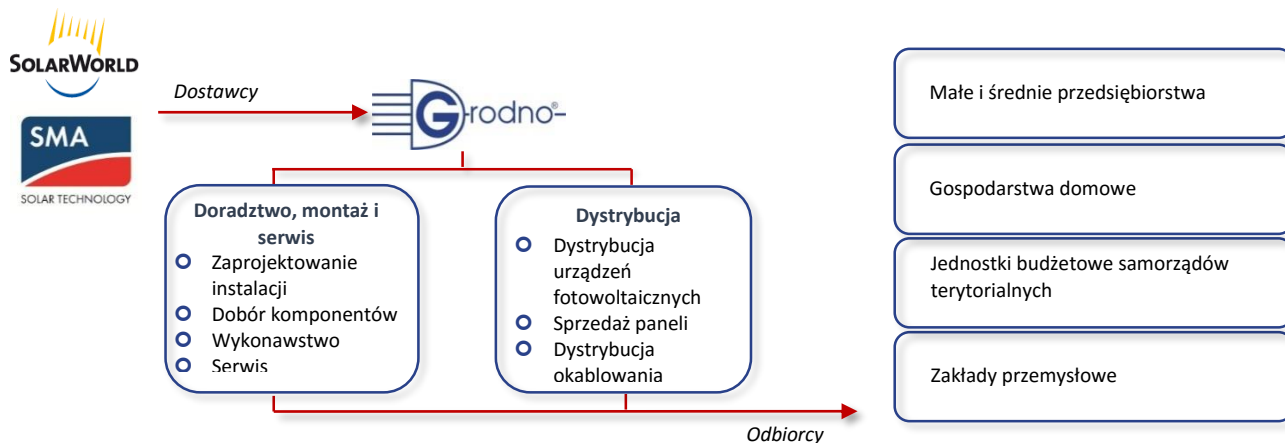 SOLARWORLD
SMA
SOLAR TECHNOLOGY
Dostawcy
Grodno®
Doradztwo, montaż i
serwis
Zaprojektowanie
instalacji
Dobór komponentów
Wykonawstwo
Serwis
Dystrybucja
Dystrybucja
urządzeń
fotowoltaicznych
Sprzedaż paneli
Dystrybucja
okablowania
Odbiorcy
Małe i średnie przedsiębiorstwa
Gospodarstwa domowe
Jednostki budżetowe samorządów
terytorialnych
Zakłady przemysłowe